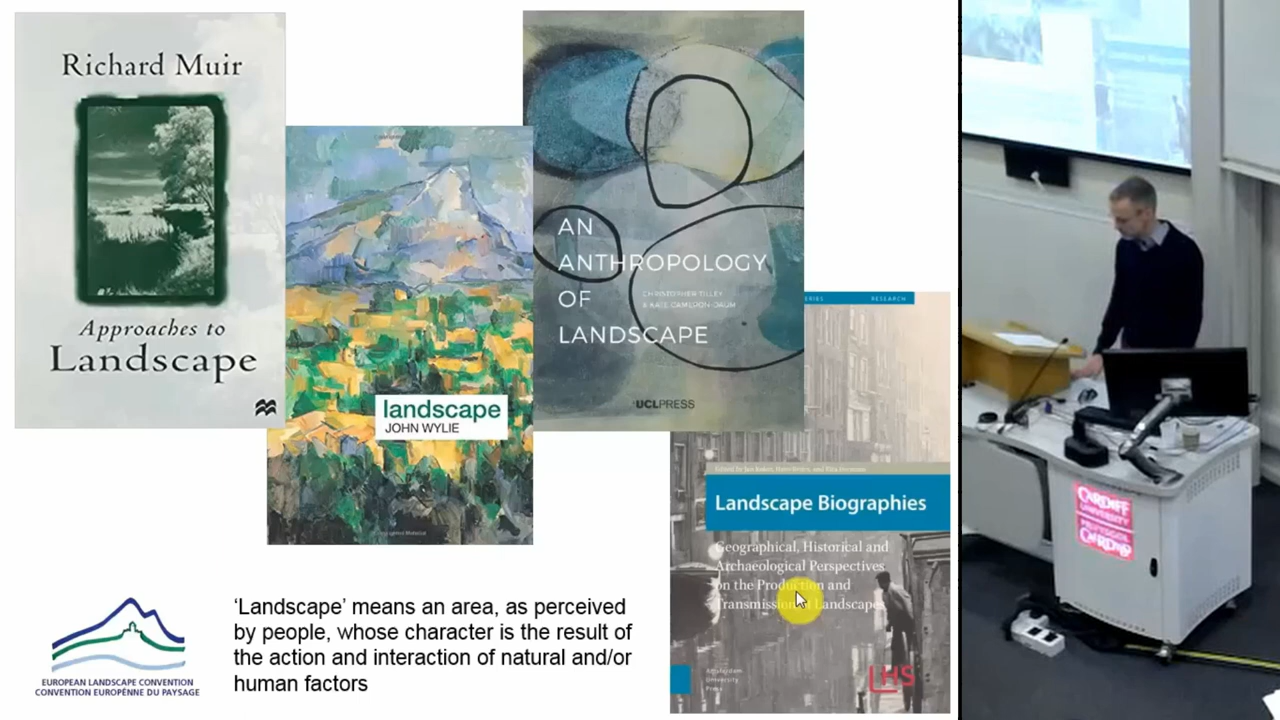 Richard Muir
Approaches to
Landscape
landscape
JOHN WYLIE
AN
ANTHROPOLOGY
OF
LANDSCAPE
CHRISTOPHER TILLEY
& KATE CAMERON-DAUM
UCLPRESS
RESEARCH
Landscape Biographies
Geographical, Historical and
Archaeological Perspectives
on the Production and
Transmission of Landscapes
Amsterdam
University
Press
LHS
EUROPEAN LANDSCAPE CONVENTION
CONVENTION EUROPÉNNE DU PAYSAGE
‘Landscape’ means an area, as perceived
by people, whose character is the result of
the action and interaction of natural and/or
human factors
CARDIFF
UNIVERSITY
PRIFYSGOL
CAERDYDD